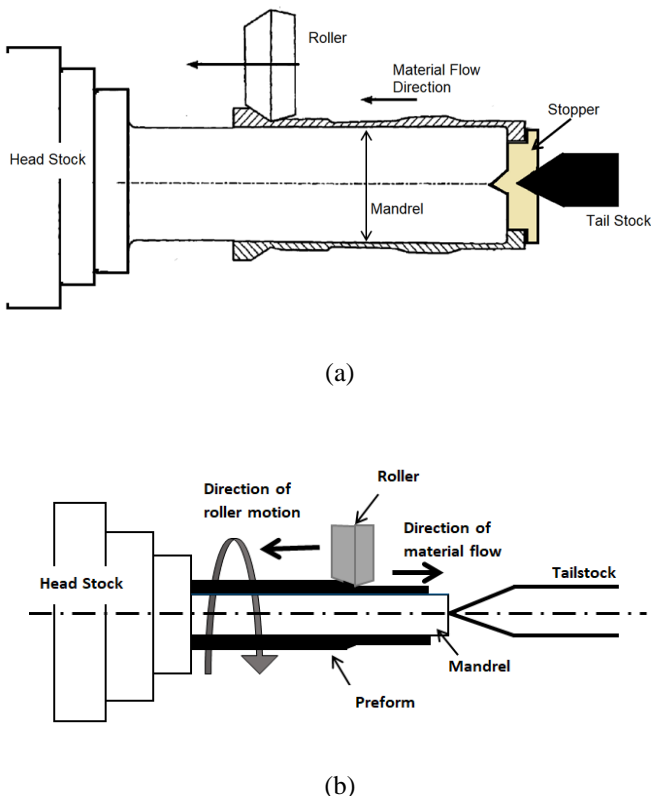 Roller
Material Flow
Direction
Stopper
Head Stock
Mandrel
Tail Stock
(a)
Roller
Direction of
roller motion
Direction of
material flow
Head Stock
Tailstock
Mandrel
Preform
(b)